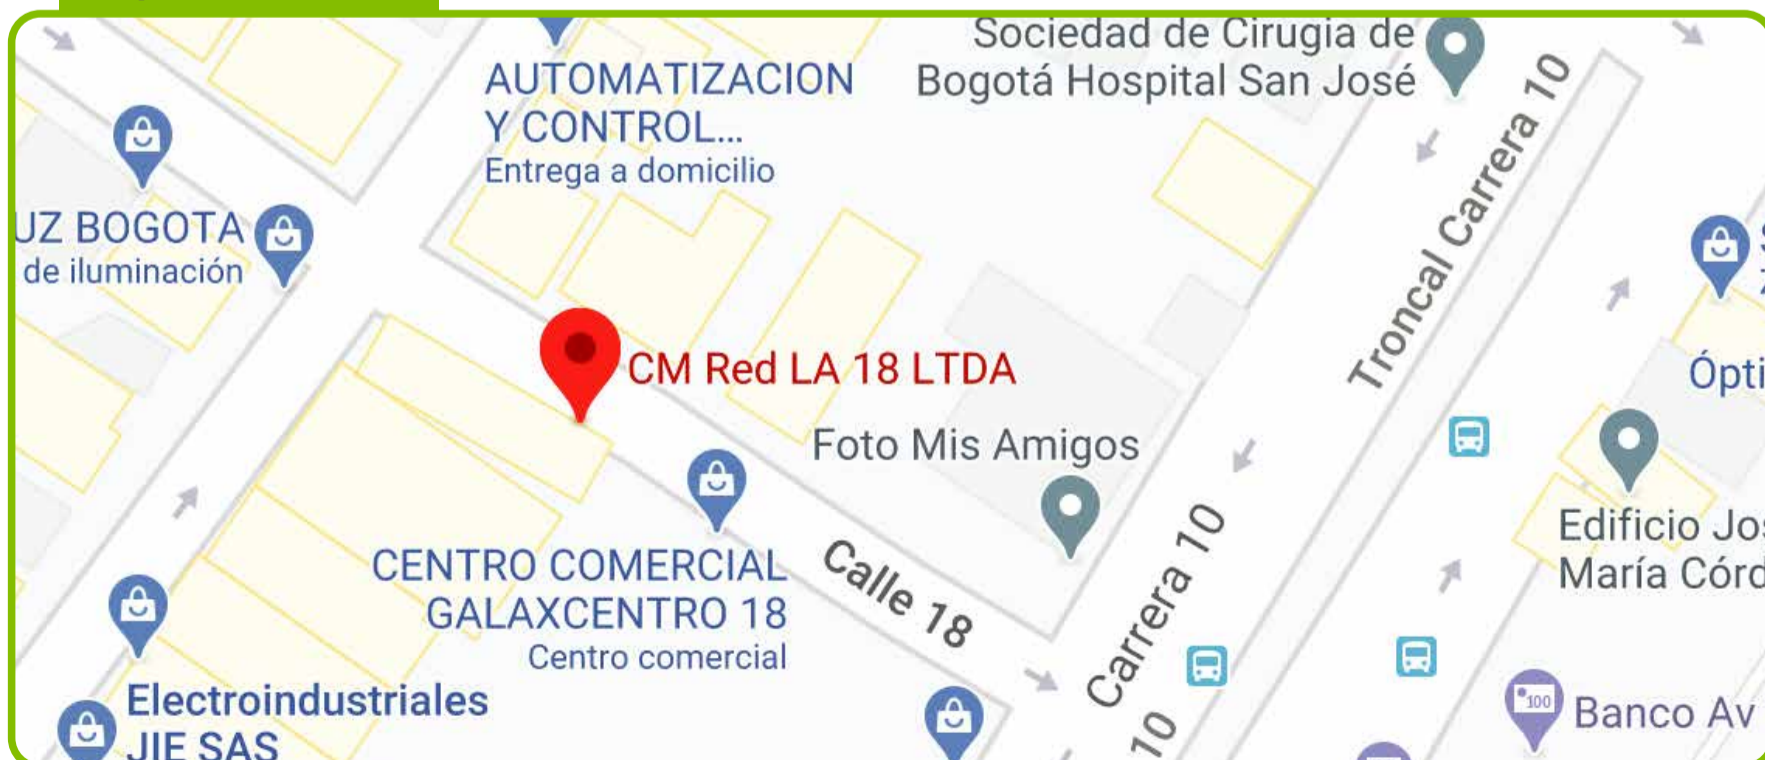 Sociedad de Cirugia de
Bogotá Hospital San José
AUTOMATIZACION
Y CONTROL...
Entrega a domicilio
UZ BOGOTA
de iluminación
Troncal Carrera 10
CM Red LA 18 LTDA
Foto Mis Amigos
Ópti
CENTRO COMERCIAL
GALAXCENTRO 18
Centro comercial
Calle 18
Carrera 10
10
Edificio Jos
María Córd
Electroindustriales
JIE SAS
100
Banco Av